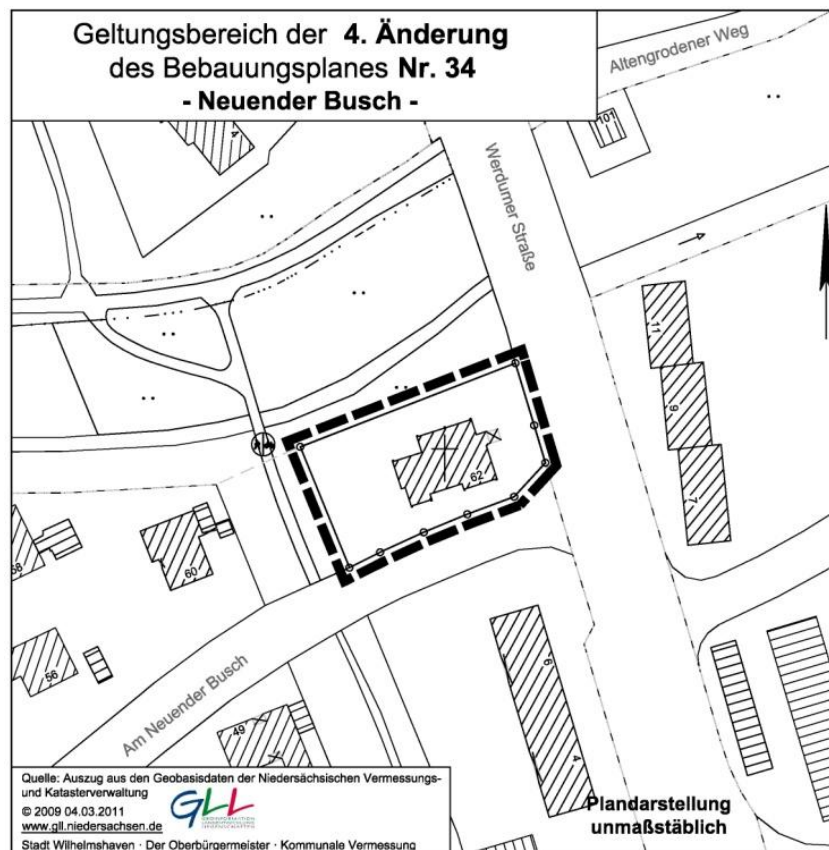 Geltungsbereich der 4. Änderung
des Bebauungsplanes Nr. 34
- Neuender Busch -
Altengrodener Weg
4
101
Werdumer Straße
11
9
7
62
58
60
56
Am Neuender Busch
49
6
4
Quelle: Auszug aus den Geobasisdaten der Niedersächsischen Vermessungs-
und Katasterverwaltung
© 2009 04.03.2011
www.gll.niedersachsen.de
GLL
Stadt Wilhelmshaven · Der Oberbürgermeister · Kommunale Vermessung
Plandarstellung
unmaßstäblich